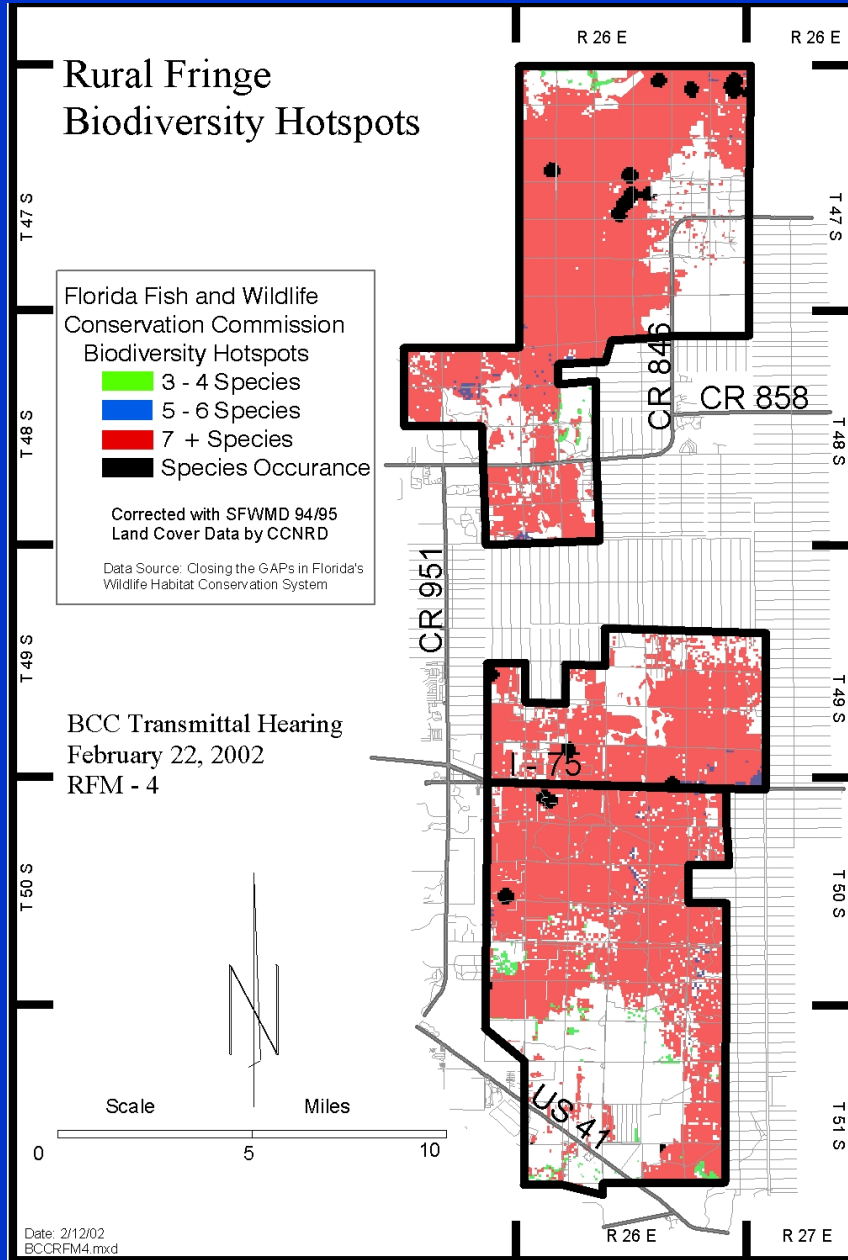 R 26 E
R 26 E
Rural Fringe
Biodiversity Hotspots
T 47 S
T 47 S
Florida Fish and Wildlife
Conservation Commission
Biodiversity Hotspots
3 - 4 Species
5 - 6 Species
7 + Species
Species Occurance
Corrected with SFWMD 94/95
Land Cover Data by CCNRD
Data Source: Closing the GAPs in Florida's
Wildlife Habitat Conservation System
CR 846
CR 858
T 48 S
T 48 S
CR 951
T 49 S
T 49 S
BCC Transmittal Hearing
February 22, 2002
RFM - 4
I - 75
T 50 S
T 50 S
N
US 41
T 51 S
Scale
Miles
0
5
10
Date: 2/12/02
BCCRFM4.mxd
R 26 E
R 27 E